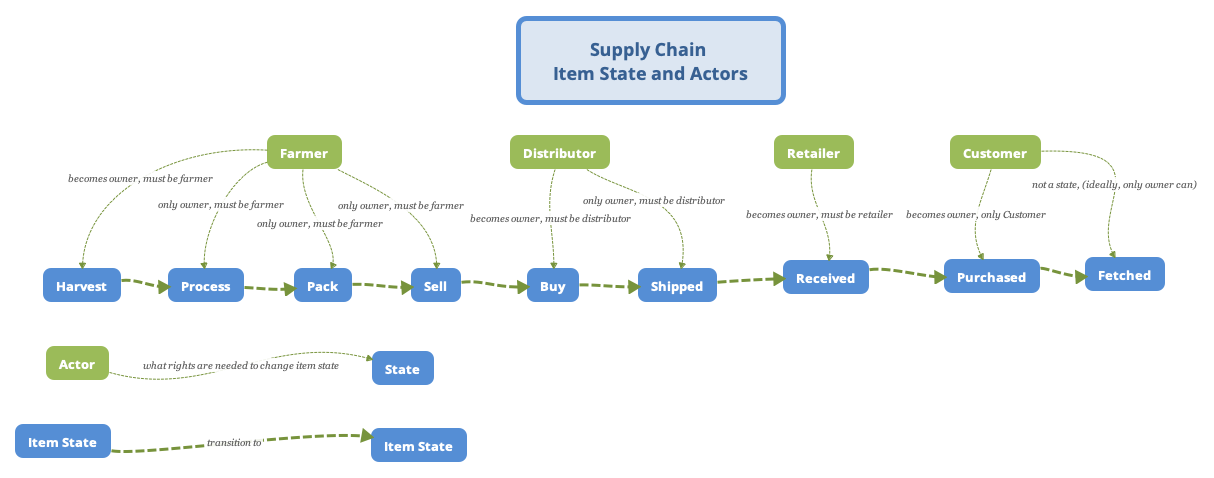 Supply Chain
Item State and Actors
Farmer
Distributor
Retailer
Customer
becomes owner, must be farmer
not a state, (ideally, only owner can)
only owner, must be farmer
only owner, must be farmer
only owner, must be distributor
becomes owner, must be distributor
becomes owner, must be retailer
becomes owner, only Customer
only owner, must be farmer
Harvest
Process
Pack
Sell
Buy
Shipped
Received
Purchased
Fetched
Actor
what rights are needed to change item state
State
Item State
transition to'
Item State